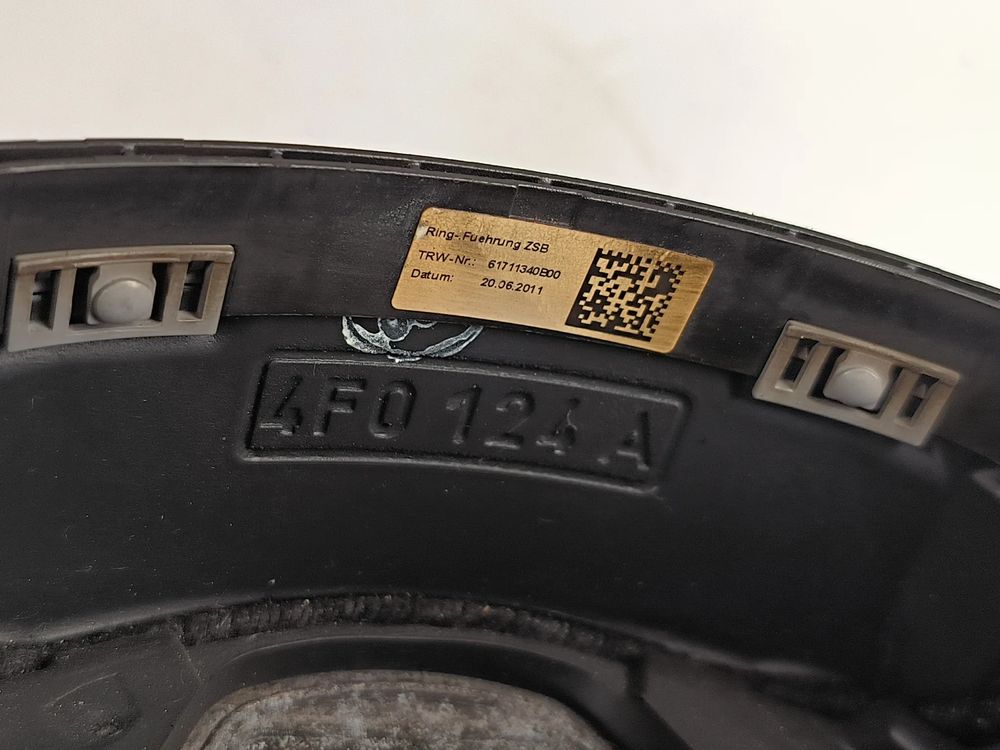 Ring-.Fuehrung ZSB
TRW-Nr.: 61711340B00
Datum: 20.06.2011
4F0 124 A